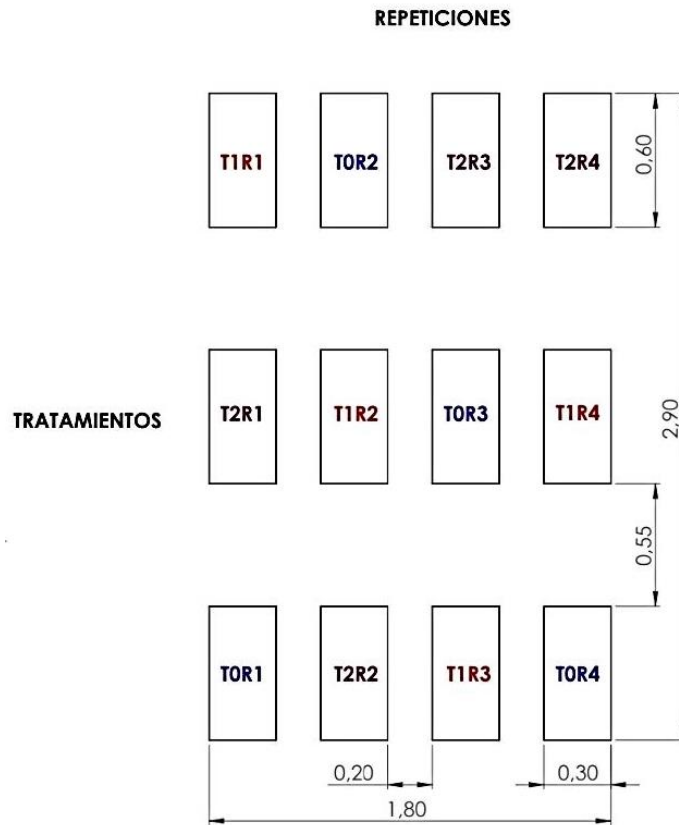 REPETICIONES
T1R1 T0R2 T2R3 T2R4
0,60
TRATAMIENTOS
T2R1 T1R2 T0R3 T1R4
2,90
0,55
T0R1 T2R2 T1R3 T0R4
0,20 0,30
1,80